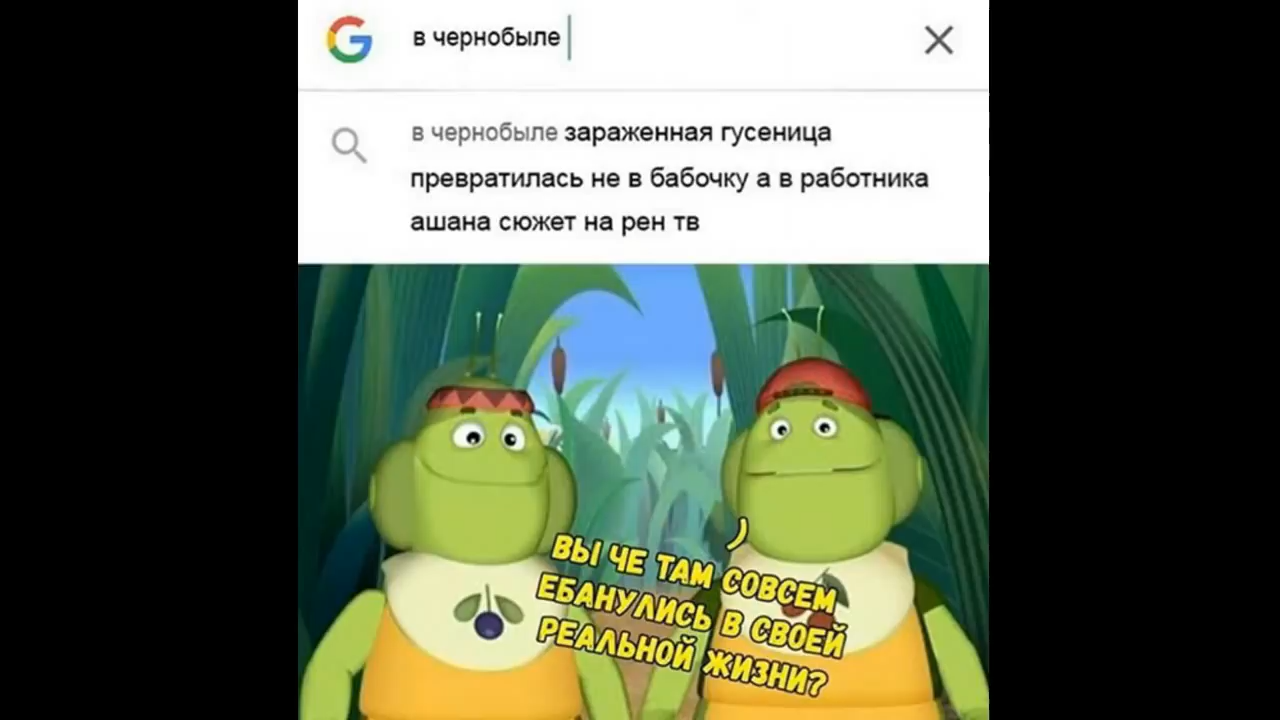 в чернобыле
в чернобыле зараженная гусеница
превратилась не в бабочку а в работника
ашана сюжет на рен тв
ВЫ ЧЕ ТАМ СОВСЕМ
ЕБАНУЛИСЬ В СВОЕЙ
РЕАЛЬНОЙ ЖИЗНИ?